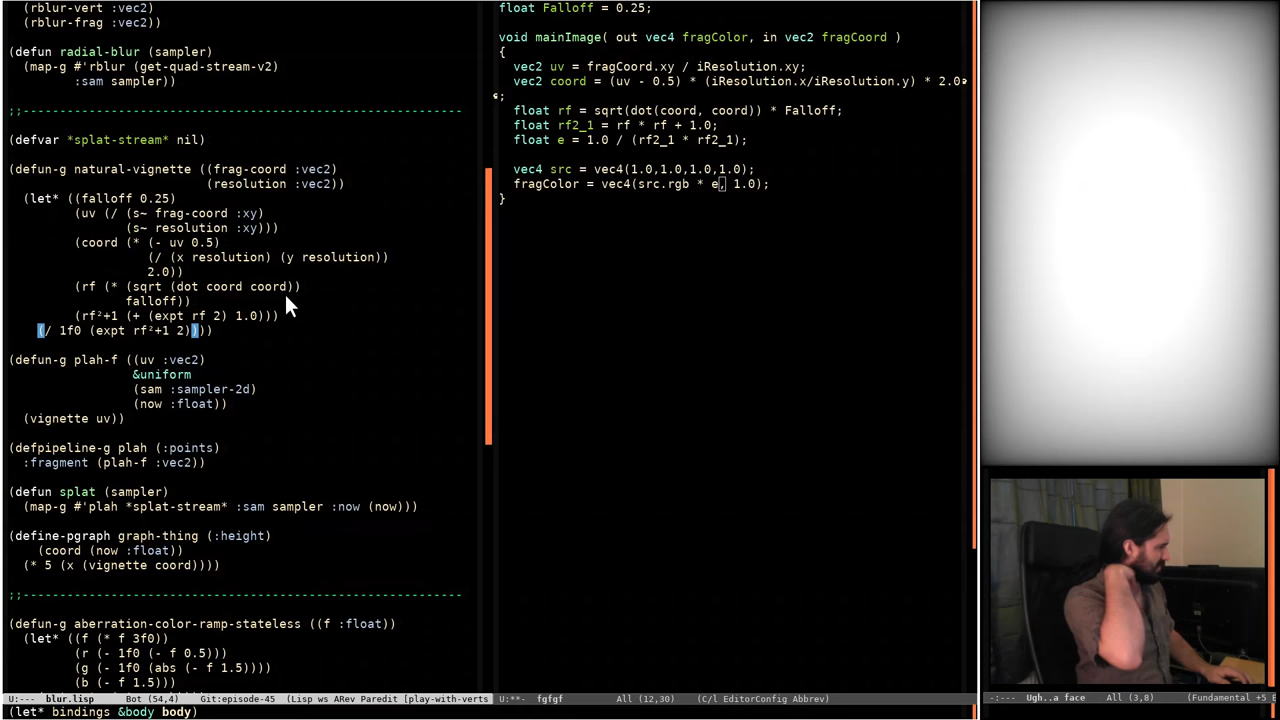 (rblur-vert :vec2)
(rblur-frag :vec2))
(defun radial-blur (sampler)
(map-g #'rblur (get-quad-stream-v2)
:sam sampler))
;;------------------------------------------------------------
(defvar *splat-stream* nil)
(defun-g natural-vignette ((frag-coord :vec2)
(resolution :vec2))
(let* ((falloff 0.25)
(uv (/ (s~ frag-coord :xy)
(s~ resolution :xy)))
(coord (* (- uv 0.5)
(/ (x resolution) (y resolution))
2.0))
(rf (* (sqrt (dot coord coord))
falloff))
(rf²+1 (+ (expt rf 2) 1.0)))
(/ 1f0 (expt rf²+1 2))))
(defun-g plah-f ((uv :vec2)
&uniform
(sam :sampler-2d)
(now :float))
(vignette uv))
(defpipeline-g plah (:points)
:fragment (plah-f :vec2))
(defun splat (sampler)
(map-g #'plah *splat-stream* :sam sampler :now (now)))
(define-pgraph graph-thing (:height)
(coord (now :float))
(* 5 (x (vignette coord))))
;;------------------------------------------------------------
(defun-g aberration-color-ramp-stateless ((f :float))
(let* ((f (* f 3f0))
(r (- 1f0 (- f 0.5)))
(g (- 1f0 (abs (- f 1.5))))
(b (- f 1.5))
U:--- blur.lisp Bot (54,4) Git:episode-45 (Lisp ws ARev Paredit [play-with-verts
(let* bindings &body body)
float Falloff = 0.25;
void mainImage( out vec4 fragColor, in vec2 fragCoord )
{
vec2 uv = fragCoord.xy / iResolution.xy;
vec2 coord = (uv - 0.5) * (iResolution.x/iResolution.y) * 2.0
;
float rf = sqrt(dot(coord, coord)) * Falloff;
float rf2_1 = rf * rf + 1.0;
float e = 1.0 / (rf2_1 * rf2_1);
vec4 src = vec4(1.0,1.0,1.0,1.0);
fragColor = vec4(src.rgb * e, 1.0);
}
U:**- fgfgf All (12,30) (C/l EditorConfig Abbrev)
-:--- Ugh..a face All (3,8) (Fundamental +5 E